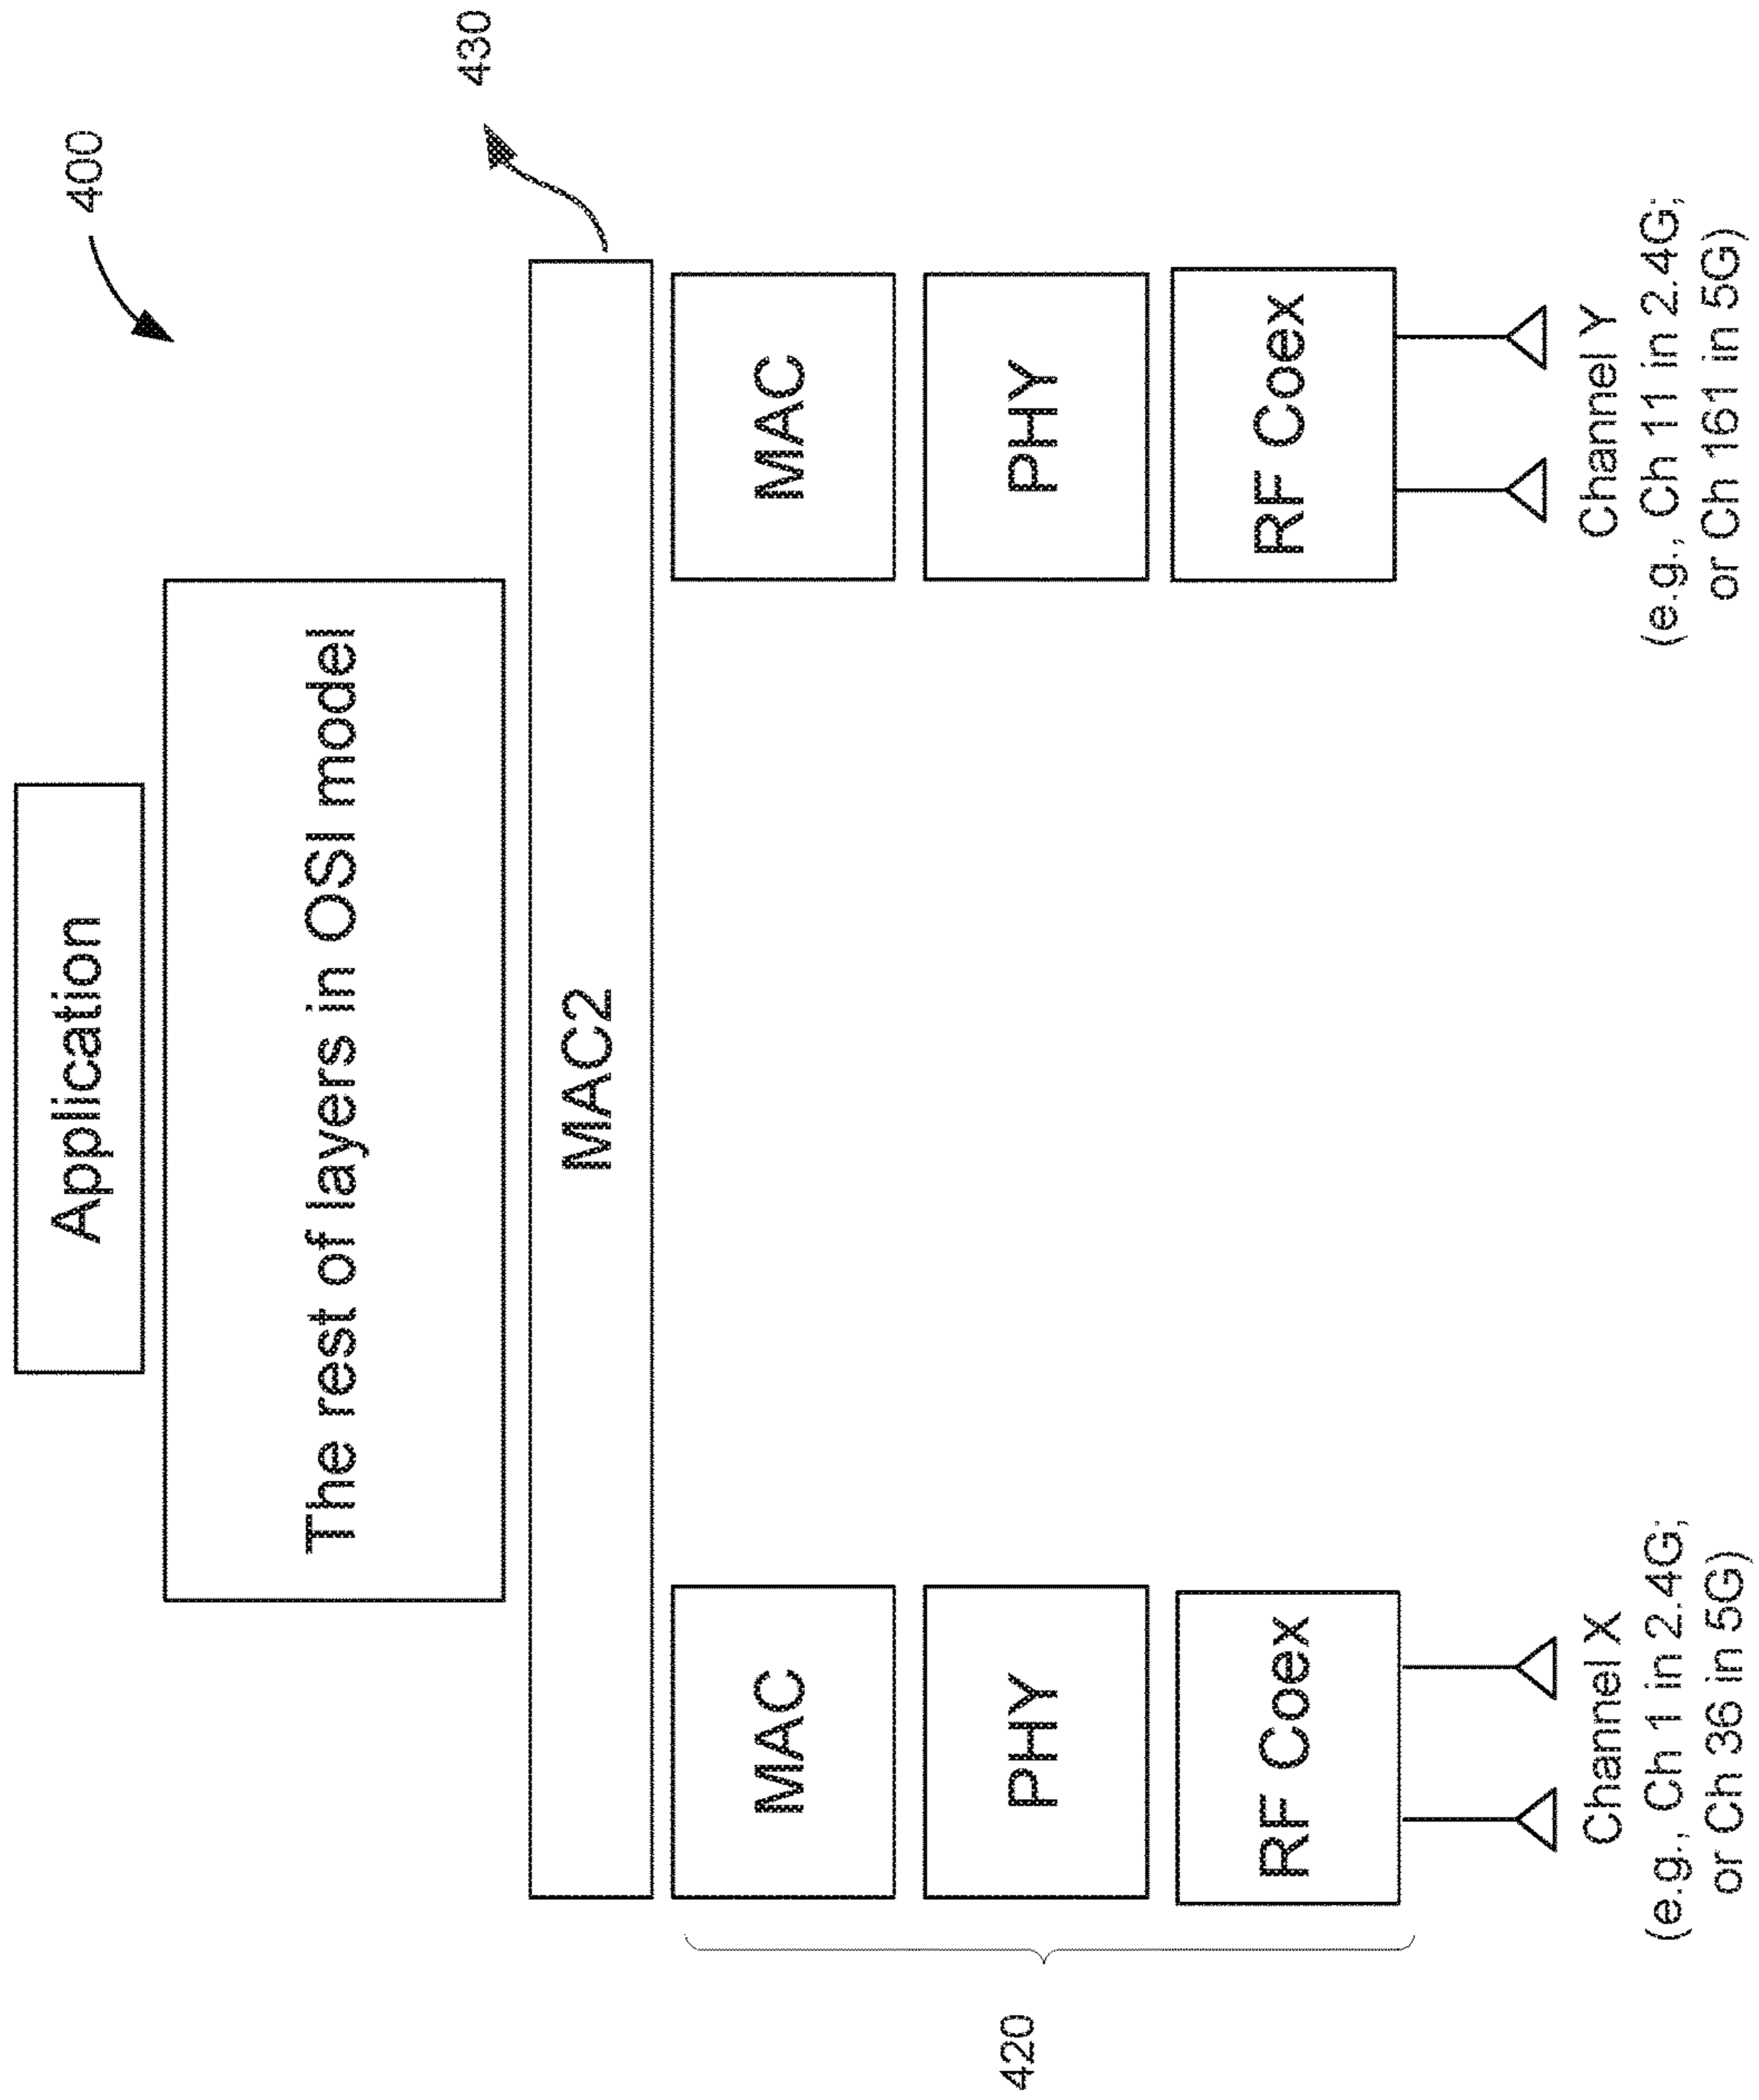 400
Application
The rest of layers in OSI model
430
MAC2
420
MAC
PHY
RF Coex
Channel X
(e.g., Ch 1 in 2.4G;
or Ch 36 in 5G)
MAC
PHY
RF Coex
Channel Y
(e.g., Ch 11 in 2.4G;
or Ch 161 in 5G)